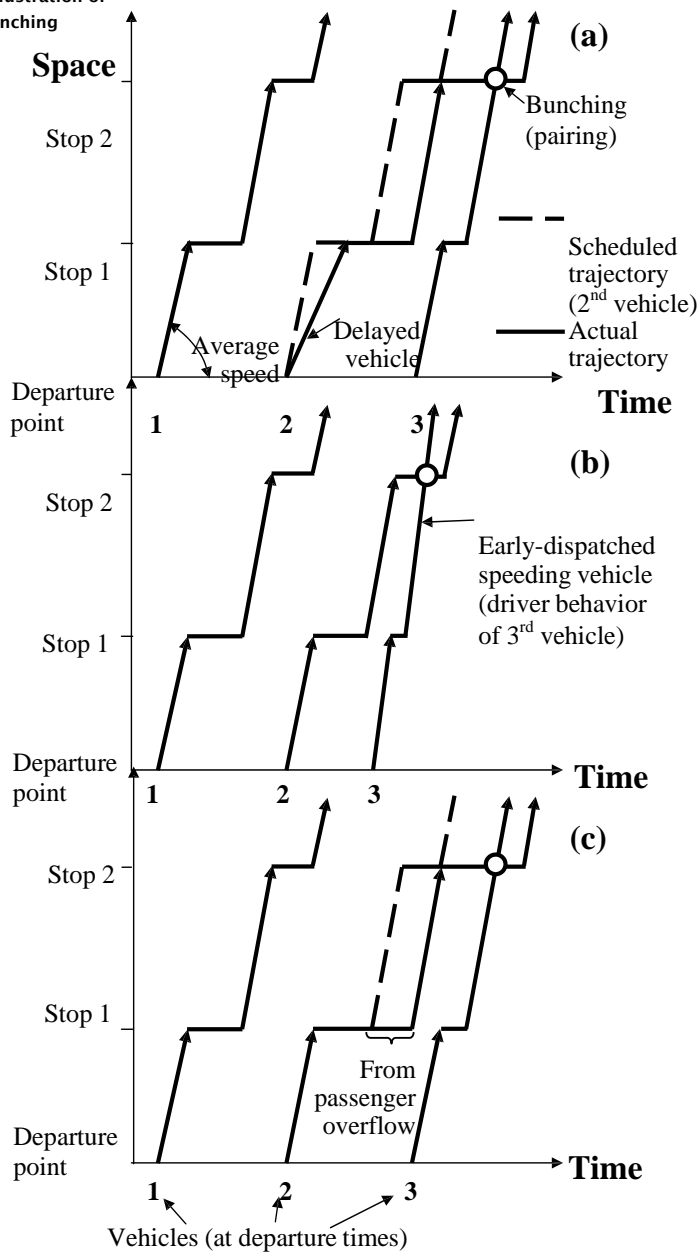 nching
(a)
Space
Bunching
(pairing)
Stop 2
Scheduled
trajectory
(2nd vehicle)
Stop 1
Actual
trajectory
Average
speed
Delayed
vehicle
Departure
point
Time
1 2 3
(b)
Stop 2
Early-dispatched
speeding vehicle
(driver behavior
of 3rd vehicle)
Stop 1
Departure
point
Time
1 2 3
(c)
Stop 2
Stop 1
From
passenger
overflow
Departure
point
Time
1 2 3
Vehicles (at departure times)